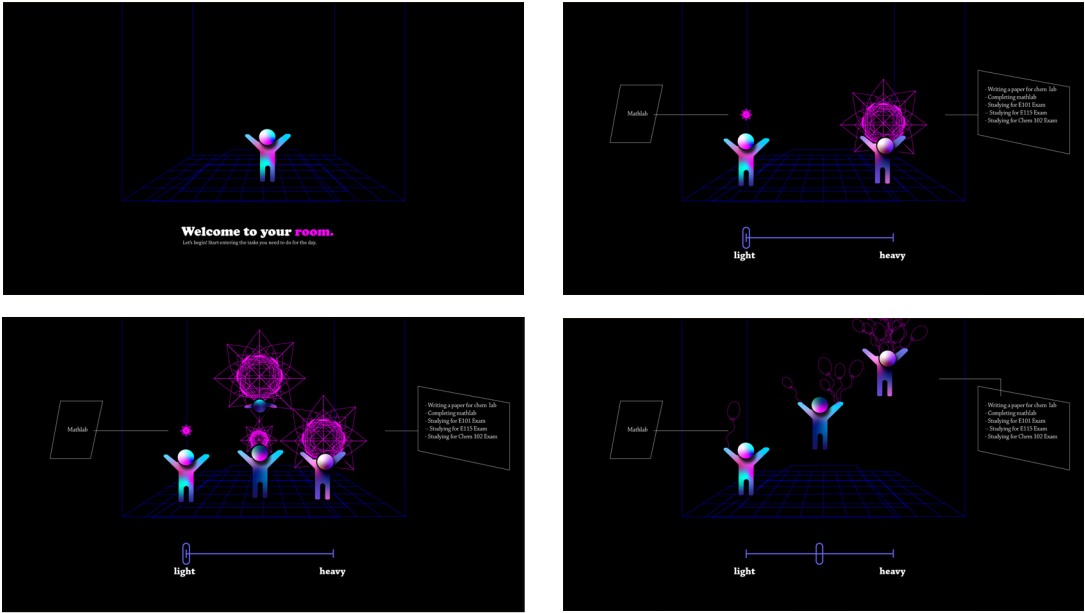 Welcome to your room.
Let's begin! Start entering the tasks you need to do for the day.
Mathlab
- Writing a paper for chem lab
- Completing mathlab
- Studying for E101 Exam
- Studying for E115 Exam
- Studying for Chem 102 Exam
light
heavy
Mathlab
- Writing a paper for chem lab
- Completing mathlab
- Studying for E101 Exam
- Studying for E115 Exam
- Studying for Chem 102 Exam
light
heavy
Mathlab
- Writing a paper for chem lab
- Completing mathlab
- Studying for E101 Exam
- Studying for E115 Exam
- Studying for Chem 102 Exam
light
heavy